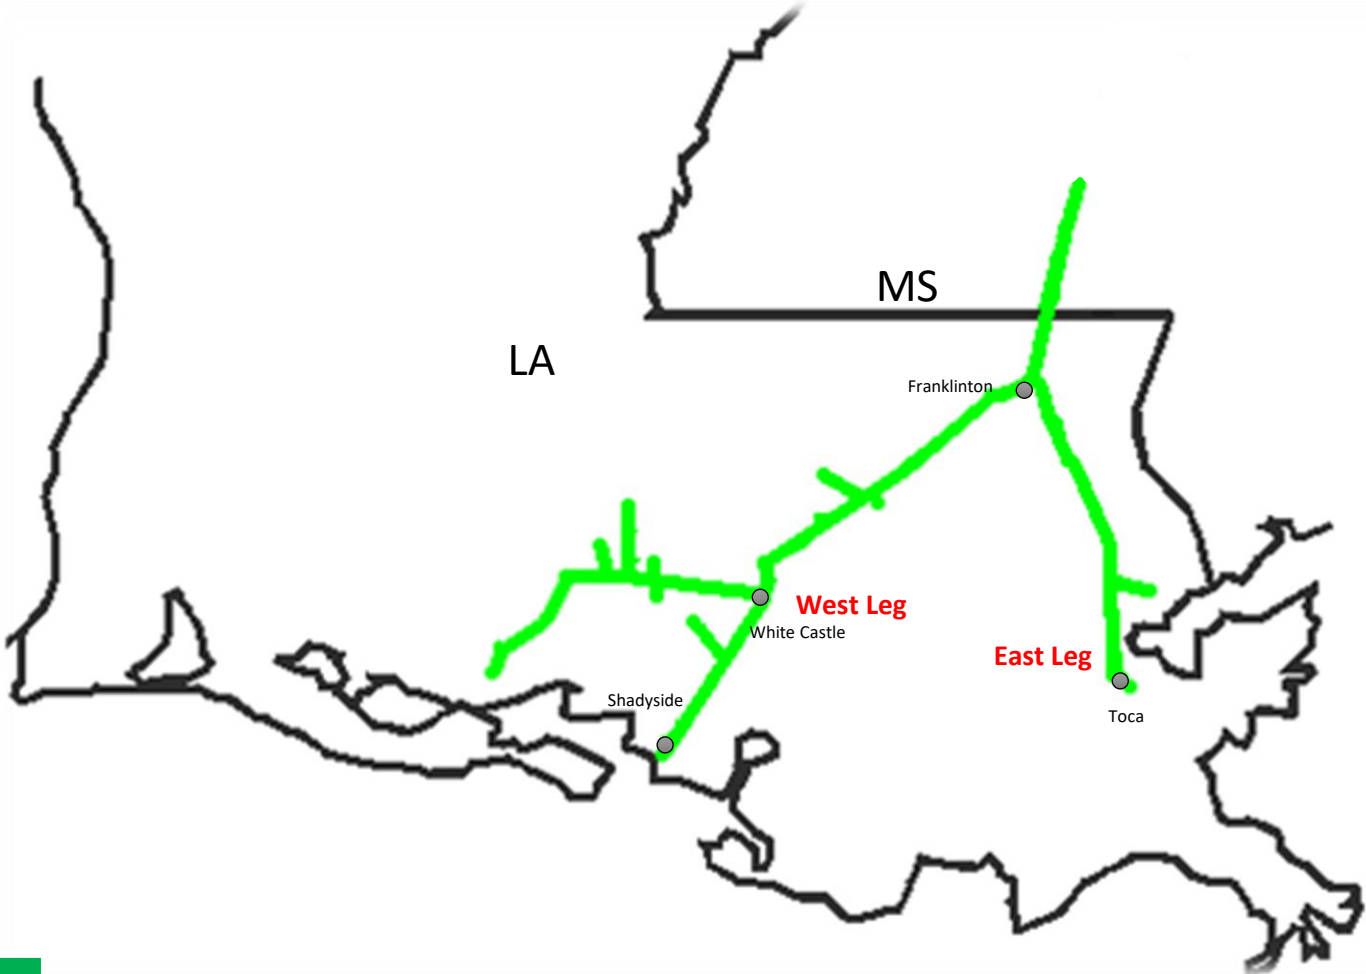 MS
LA
Franklinton
West Leg
White Castle
East Leg
Shadyside
Toca